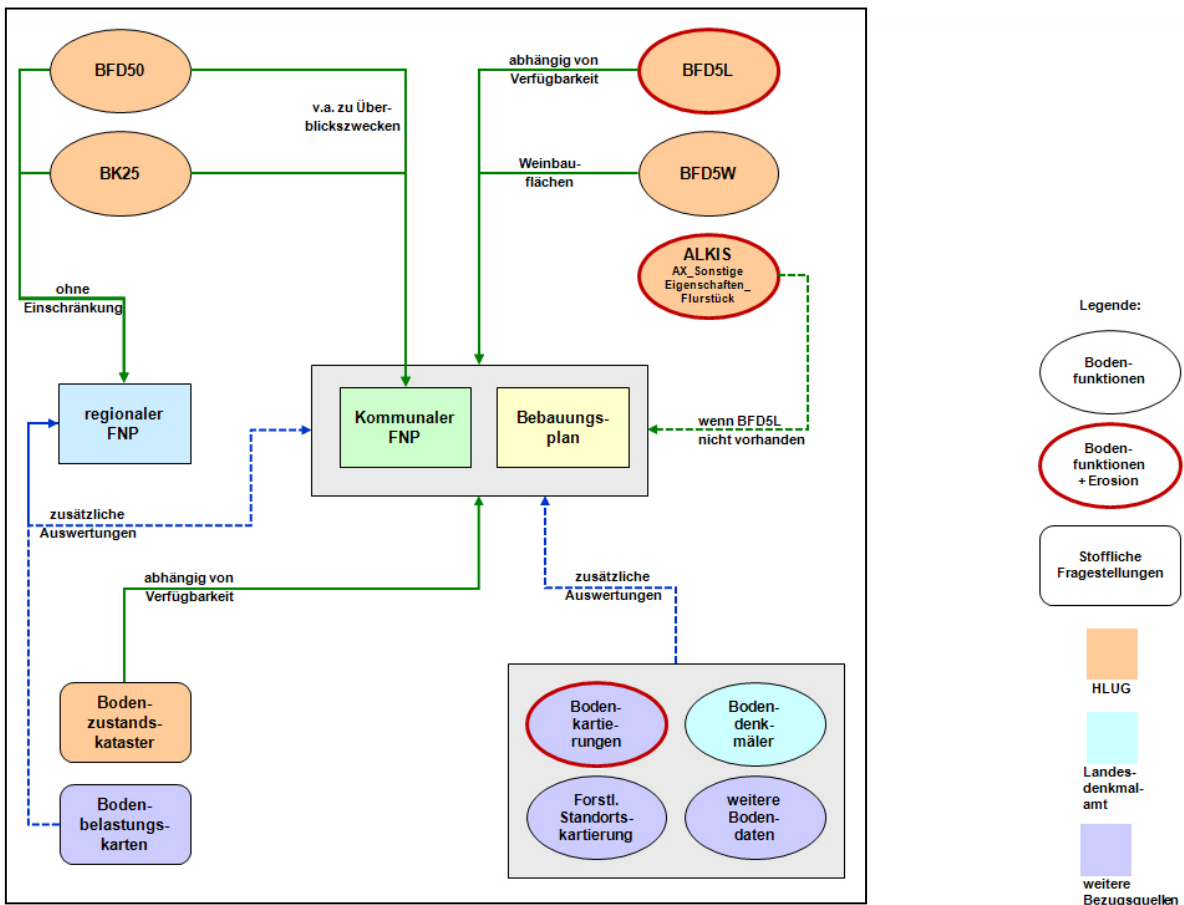 BFD50
BK25
v.a. zu Über-
blickszwecken
abhängig von
Verfügbarkeit
BFD5L
Weinbau-
flächen
BFD5W
ALKIS
AX_Sonstige
Eigenschaften_
Flurstück
ohne
Einschränkung
regionaler
FNP
Kommunaler
FNP
Bebauungs-
plan
wenn BFD5L
nicht vorhanden
zusätzliche
Auswertungen
abhängig von
Verfügbarkeit
zusätzliche
Auswertungen
Boden-
zustands-
kataster
Boden-
belastungs-
karten
Boden-
kartie-
rungen
Boden-
denk-
mäler
Forstl.
Standorts-
kartierung
weitere
Boden-
daten
Legende:
Boden-
funktionen
Boden-
funktionen
+ Erosion
Stoffliche
Fragestellungen
HLUG
Landes-
denkmal-
amt
weitere
Bezugsquellen